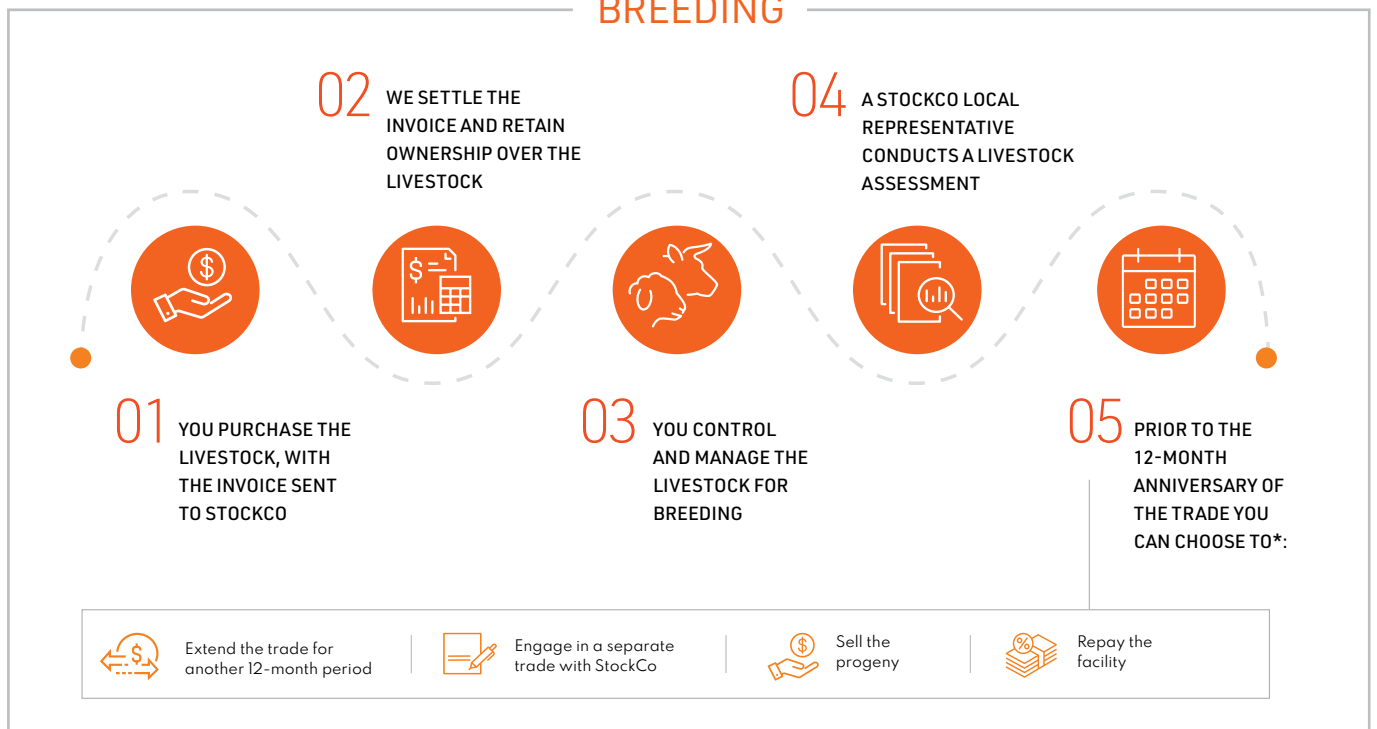 BREEDING
01
YOU PURCHASE THE
LIVESTOCK, WITH
THE INVOICE SENT
TO STOCKCO
02
WE SETTLE THE
INVOICE AND RETAIN
OWNERSHIP OVER THE
LIVESTOCK
03
YOU CONTROL
AND MANAGE THE
LIVESTOCK FOR
BREEDING
04
A STOCKCO LOCAL
REPRESENTATIVE
CONDUCTS A LIVESTOCK
ASSESSMENT
05
PRIOR TO THE
12-MONTH
ANNIVERSARY OF
THE TRADE YOU
CAN CHOOSE TO*:
Extend the trade for
another 12-month period
Engage in a separate
trade with StockCo
Sell the
progeny
Repay the
facility